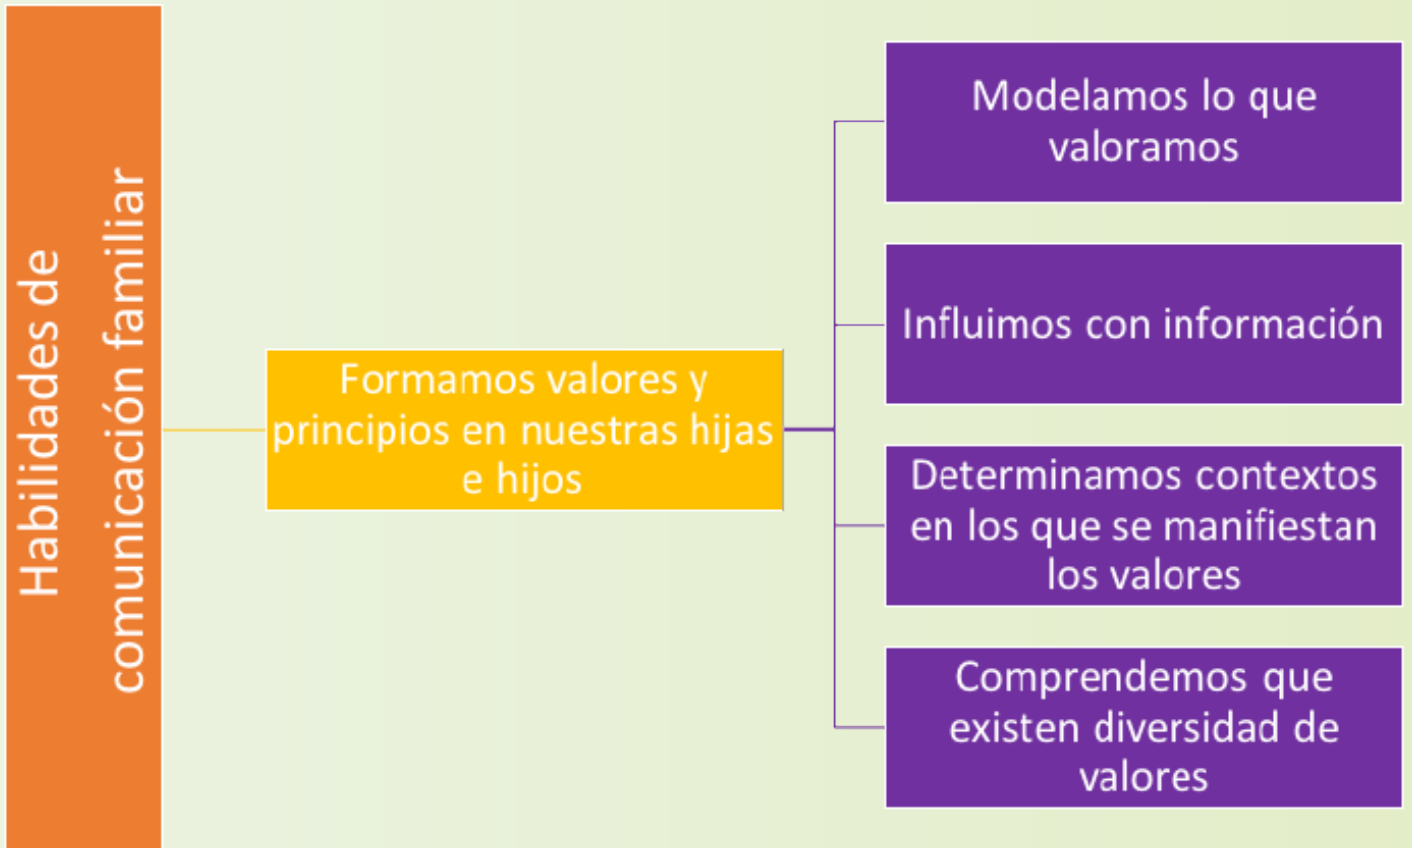 Habilidades de
comunicación familiar
Formamos valores y
principios en nuestras hijas
e hijos
Modelamos lo que
valoramos
Influimos con información
Determinamos contextos
en los que se manifiestan
los valores
Comprendemos que
existen diversidad de
valores